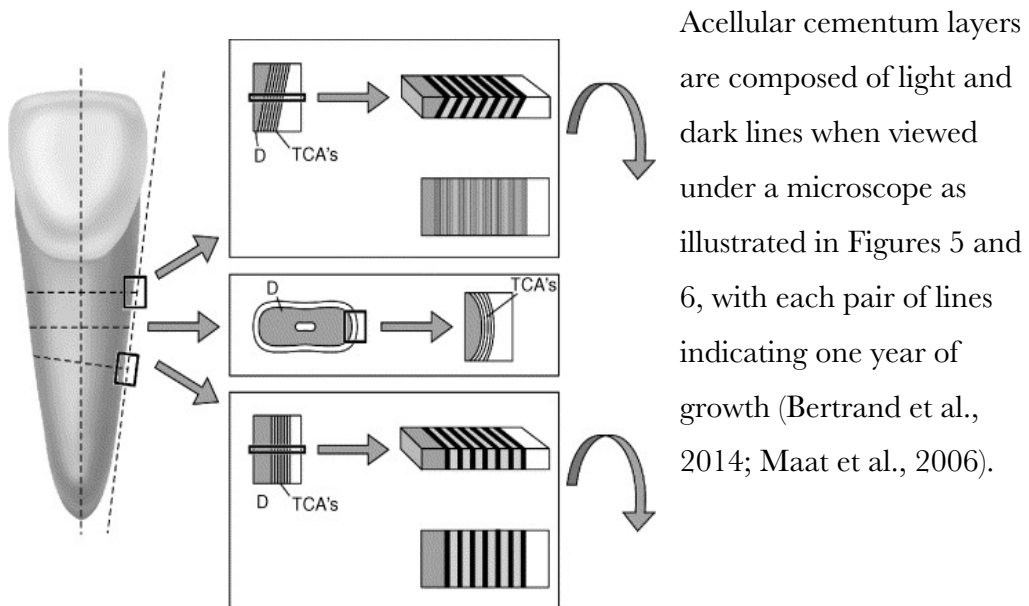 D
TCA's
D
TCA's
D
TCA's
Acellular cementum layers
are composed of light and
dark lines when viewed
under a microscope as
illustrated in Figures 5 and
6, with each pair of lines
indicating one year of
growth (Bertrand et al.,
2014; Maat et al., 2006).